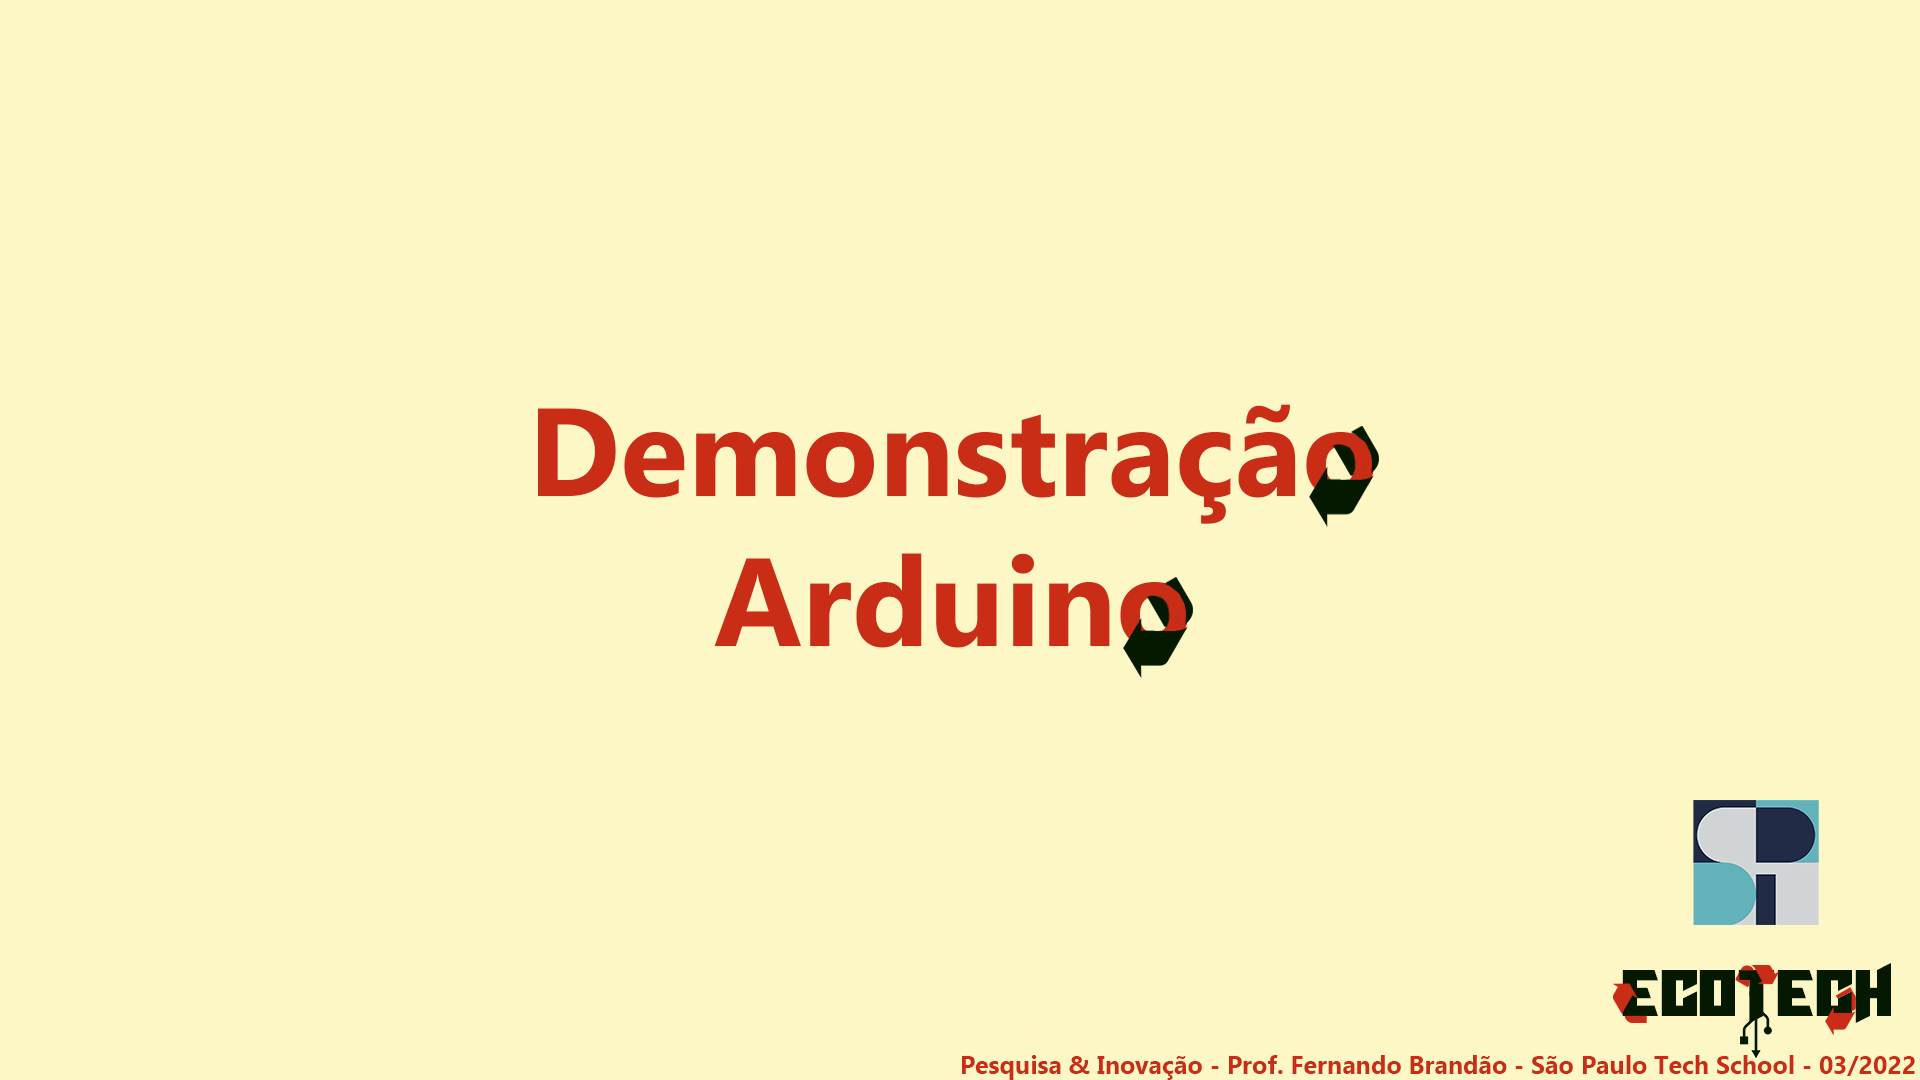 Demonstração
Arduino
ECOTECH
Pesquisa & Inovação - Prof. Fernando Brandão - São Paulo Tech School - 03/2022